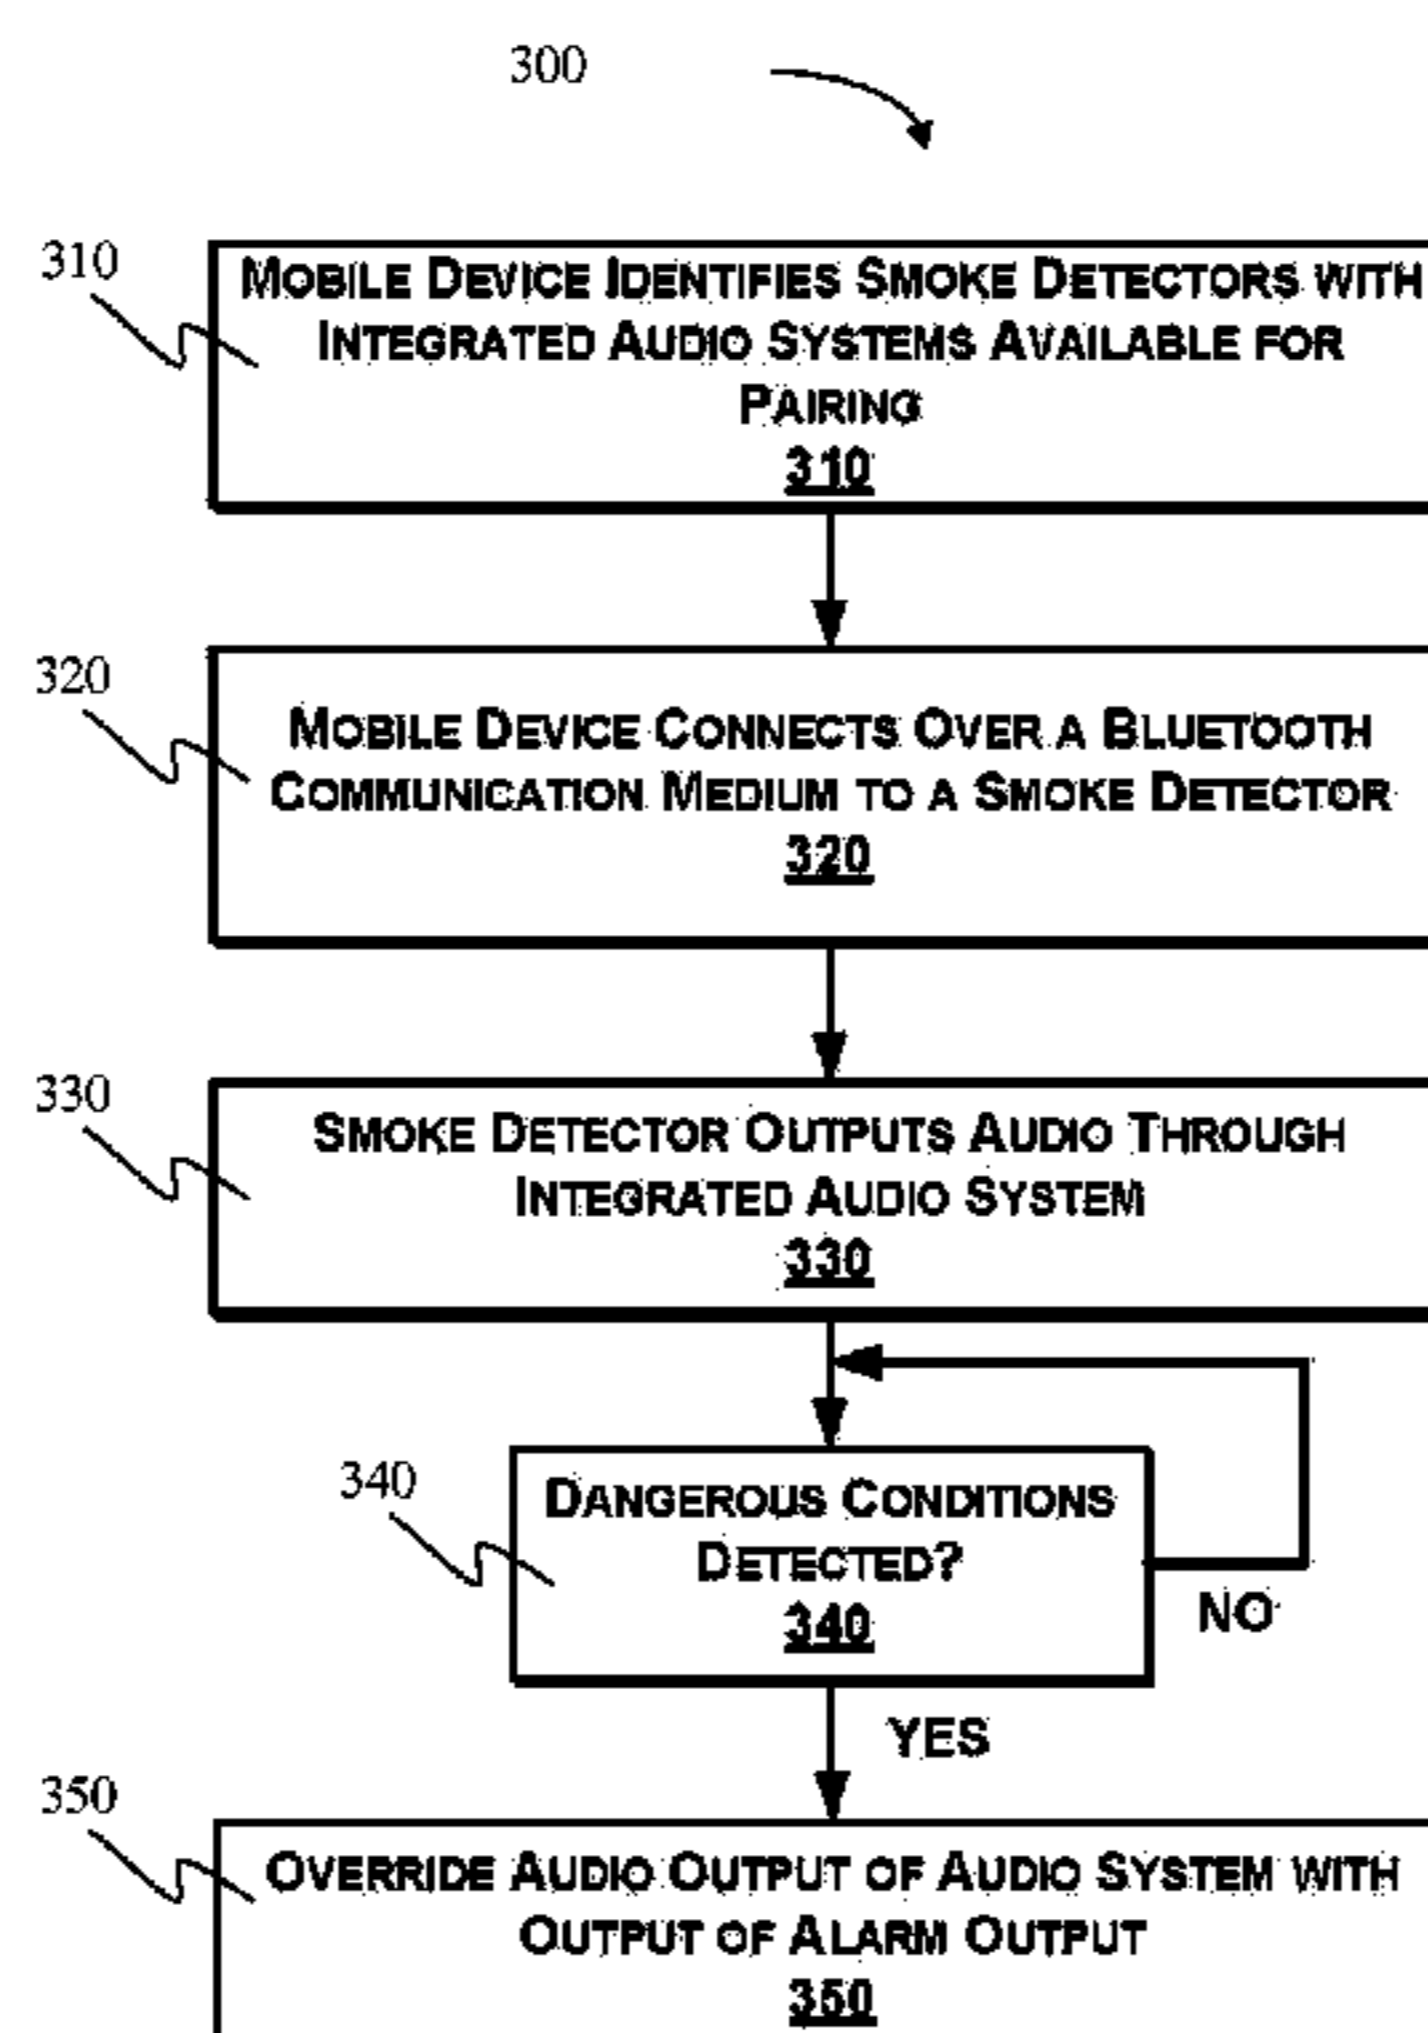 300
310
MOBILE DEVICE IDENTIFIES SMOKE DETECTORS WITH
INTEGRATED AUDIO SYSTEMS AVAILABLE FOR
PAIRING
310
320
MOBILE DEVICE CONNECTS OVER A BLUETOOTH
COMMUNICATION MEDIUM TO A SMOKE DETECTOR
320
330
SMOKE DETECTOR OUTPUTS AUDIO THROUGH
INTEGRATED AUDIO SYSTEM
330
340
DANGEROUS CONDITIONS
DETECTED?
340
NO
YES
350
OVERRIDE AUDIO OUTPUT OF AUDIO SYSTEM WITH
OUTPUT OF ALARM OUTPUT
350